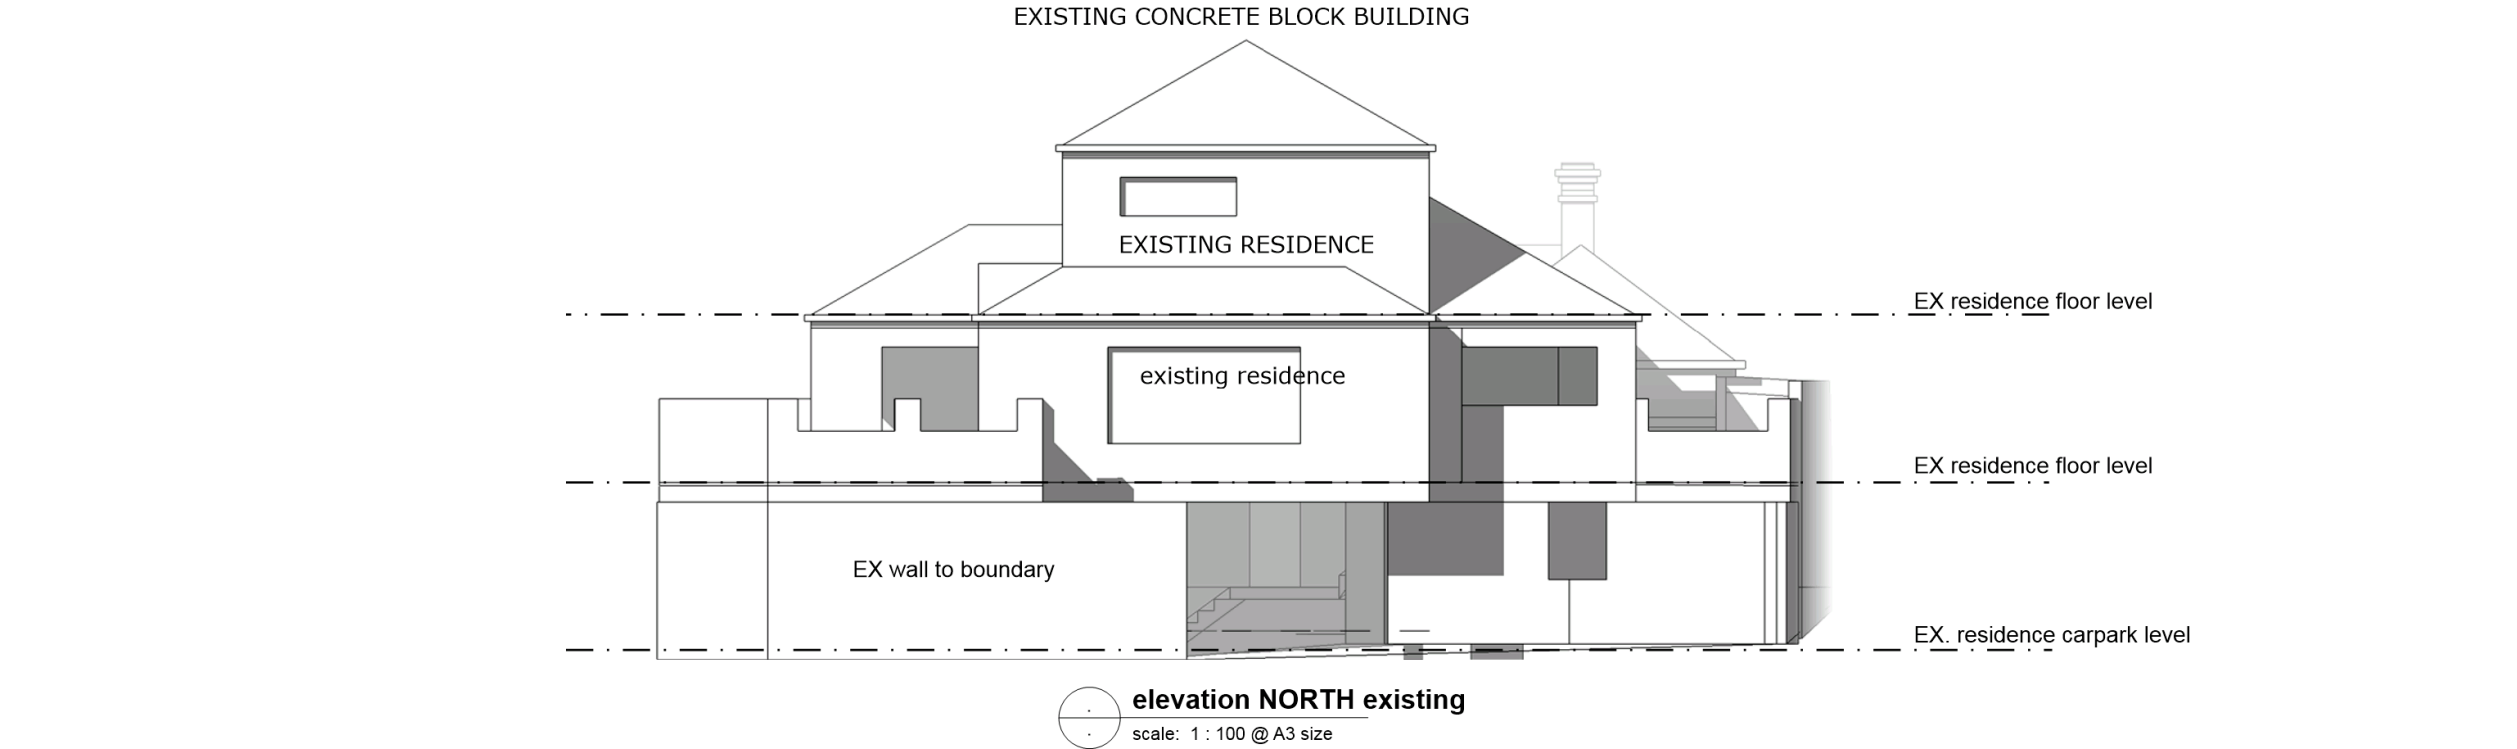 EXISTING CONCRETE BLOCK BUILDING
EXISTING RESIDENCE
EX residence floor level
existing residence
EX residence floor level
EX wall to boundary
EX. residence carpark level
elevation NORTH existing
scale: 1 : 100 @ A3 size